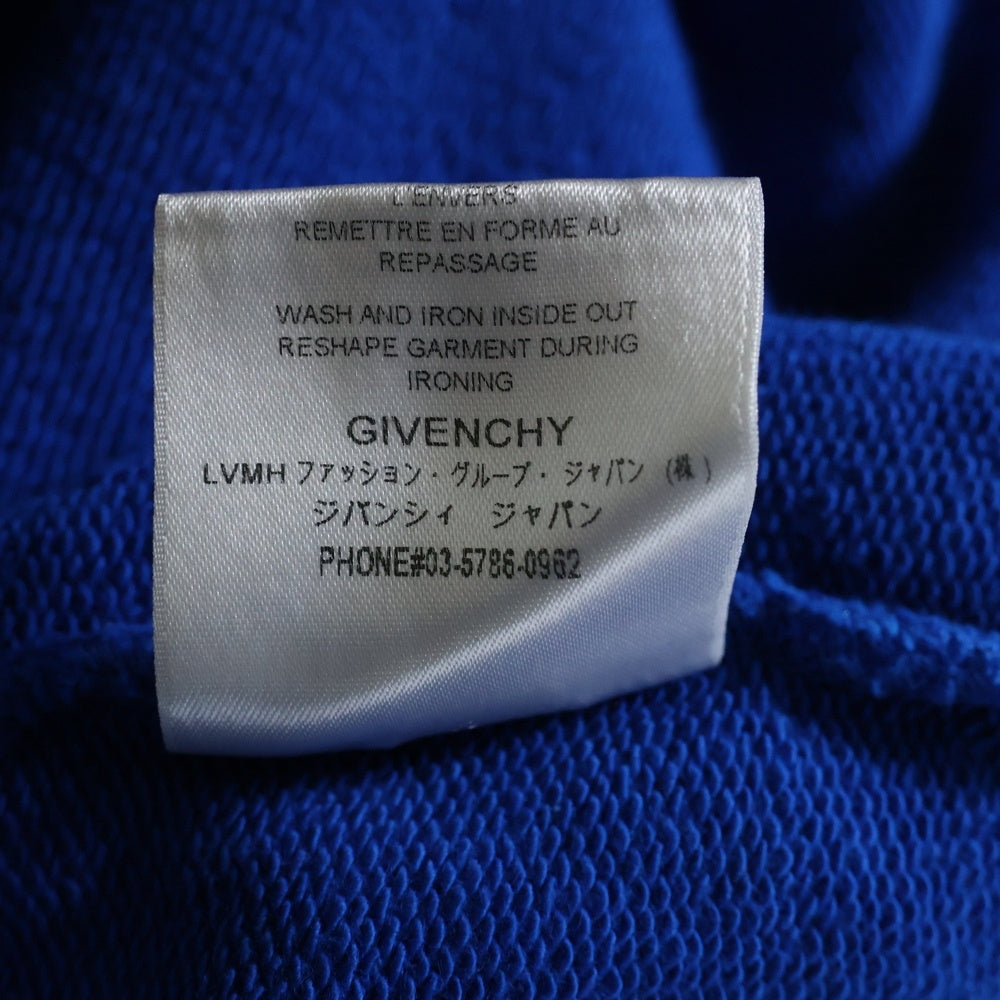 L'ENVERS
REMETTRE EN FORME AU
REPASSAGE
WASH AND IRON INSIDE OUT
RESHAPE GARMENT DURING
IRONING
GIVENCHY
LVMH ファッション・グループ・ジャパン (株)
ジバンシィ ジャパン
PHONE#03-5786-0962